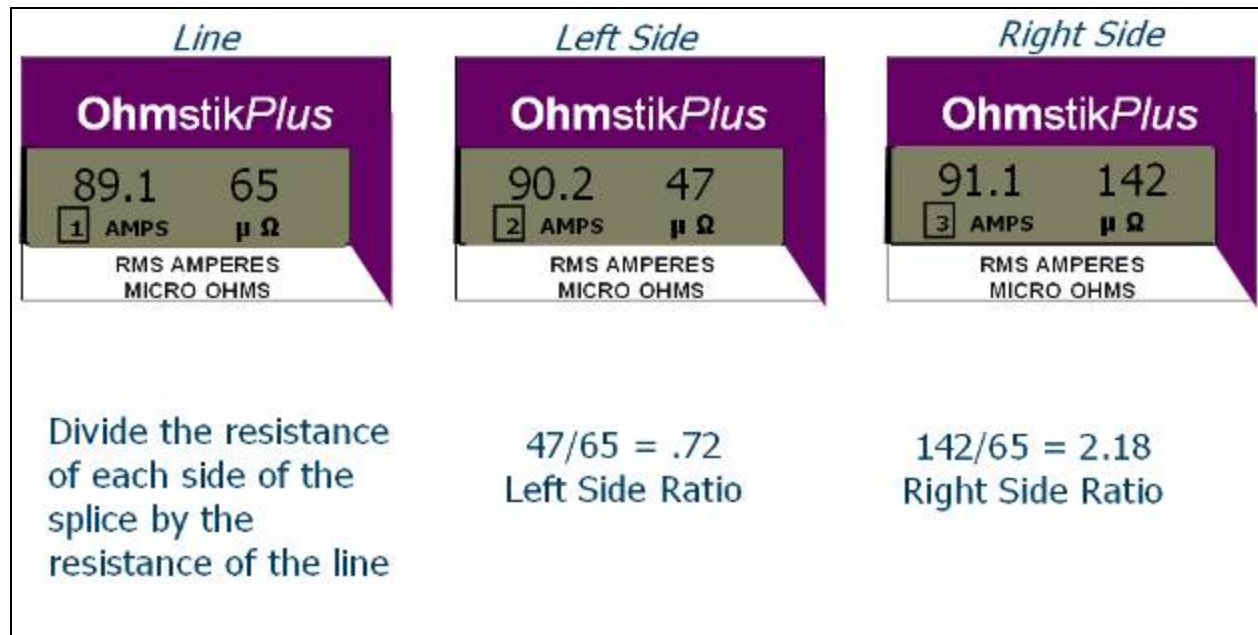 Line
OhmstikPlus
89.1 65
1 AMPS µ Ω
RMS AMPERES
MICRO OHMS
Left Side
OhmstikPlus
90.2 47
2 AMPS µ Ω
RMS AMPERES
MICRO OHMS
Right Side
OhmstikPlus
91.1 142
3 AMPS µ Ω
RMS AMPERES
MICRO OHMS
Divide the resistance
of each side of the
splice by the
resistance of the line
47/65 = .72
Left Side Ratio
142/65 = 2.18
Right Side Ratio